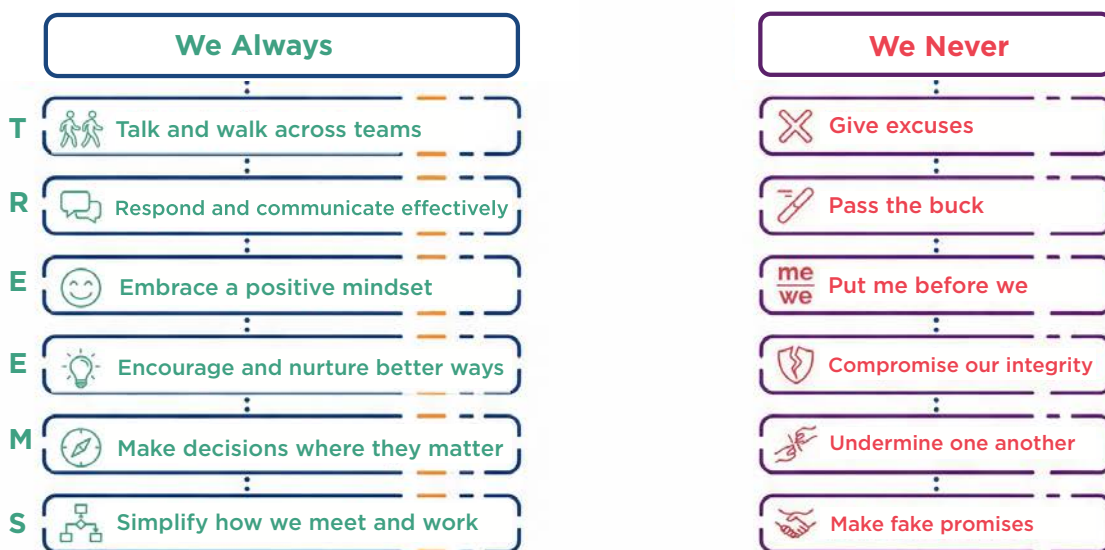 We Always
T Talk and walk across teams
R Respond and communicate effectively
E Embrace a positive mindset
E Encourage and nurture better ways
M Make decisions where they matter
S Simplify how we meet and work
We Never
Give excuses
Pass the buck
me
we
Put me before we
Compromise our integrity
Undermine one another
Make fake promises